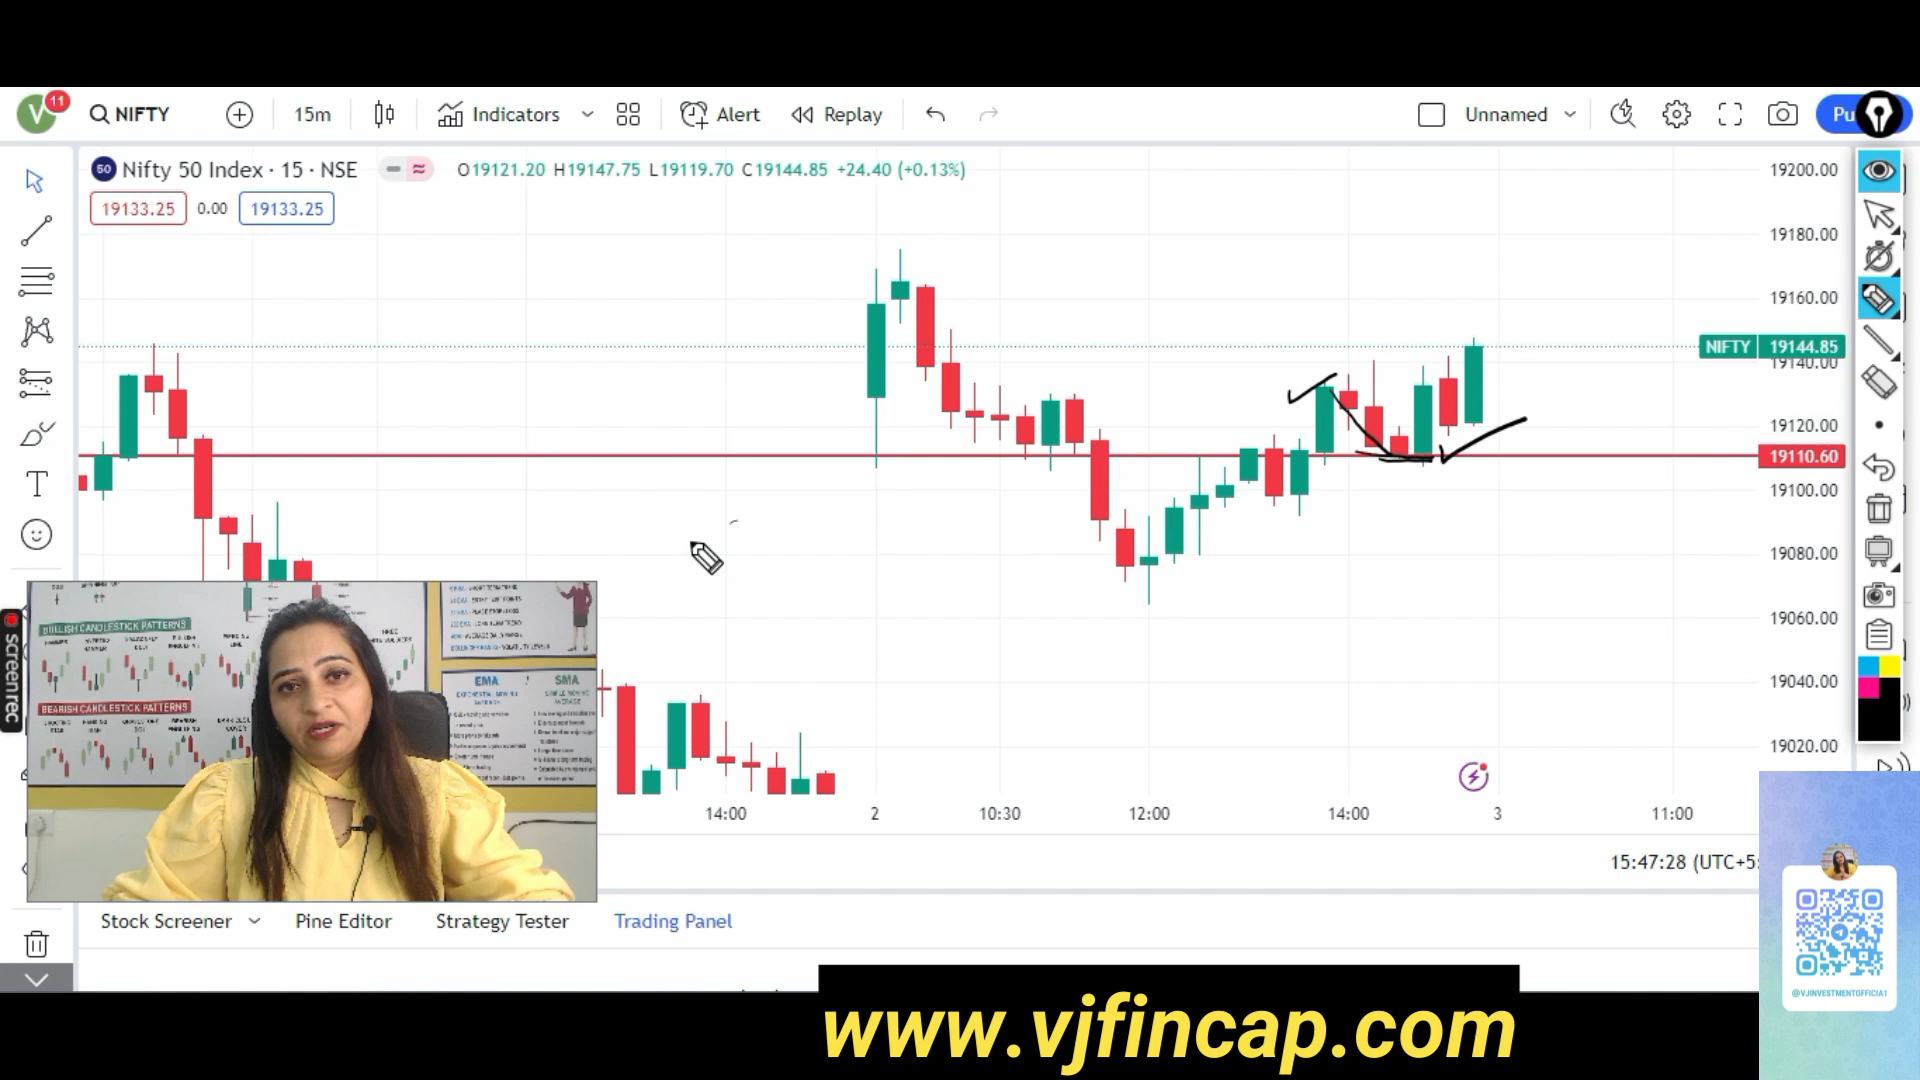 V 11 NIFTY 15m Indicators Alert Replay Unnamed Pu
50 Nifty 50 Index · 15 · NSE O19121.20 H19147.75 L19119.70 C19144.85 +24.40 (+0.13%)
19133.25 0.00 19133.25
19200.00
19180.00
19160.00
NIFTY 19144.85
19140.00
19120.00
19110.60
19100.00
19080.00
19060.00
19040.00
19020.00
screenrec
BULLISH CANDLESTICK PATTERNS
BEARISH CANDLESTICK PATTERNS
EMA
SMA
14:00 2 10:30 12:00 14:00 3 11:00
15:47:28 (UTC+5:
Stock Screener Pine Editor Strategy Tester Trading Panel
@VJINVESTMENTOFFICIA1
www.vjfincap.com